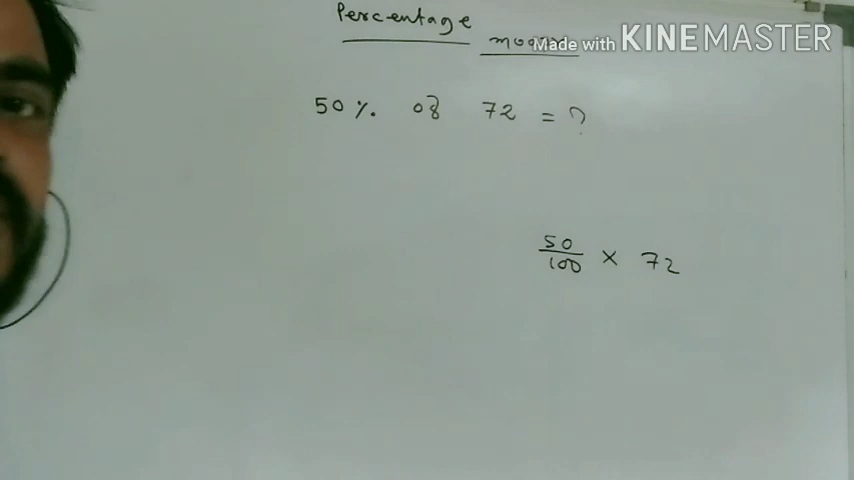 Percentage
Made with KINEMASTER
50% of 72 = ?
50
100 × 72